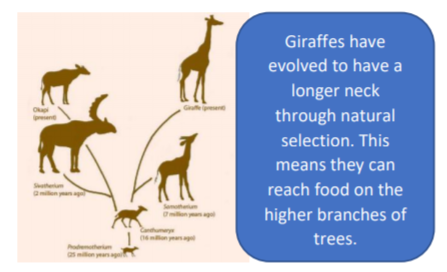 Okapi
(present)
Giraffe (present)
Sivatherium
(2 million years ago)
Samotherium
(7 million years ago)
Canthumeryx
(16 million years ago)
Prodremotherium
(25 million years ago)
Giraffes have
evolved to have a
longer neck
through natural
selection. This
means they can
reach food on the
higher branches of
trees.